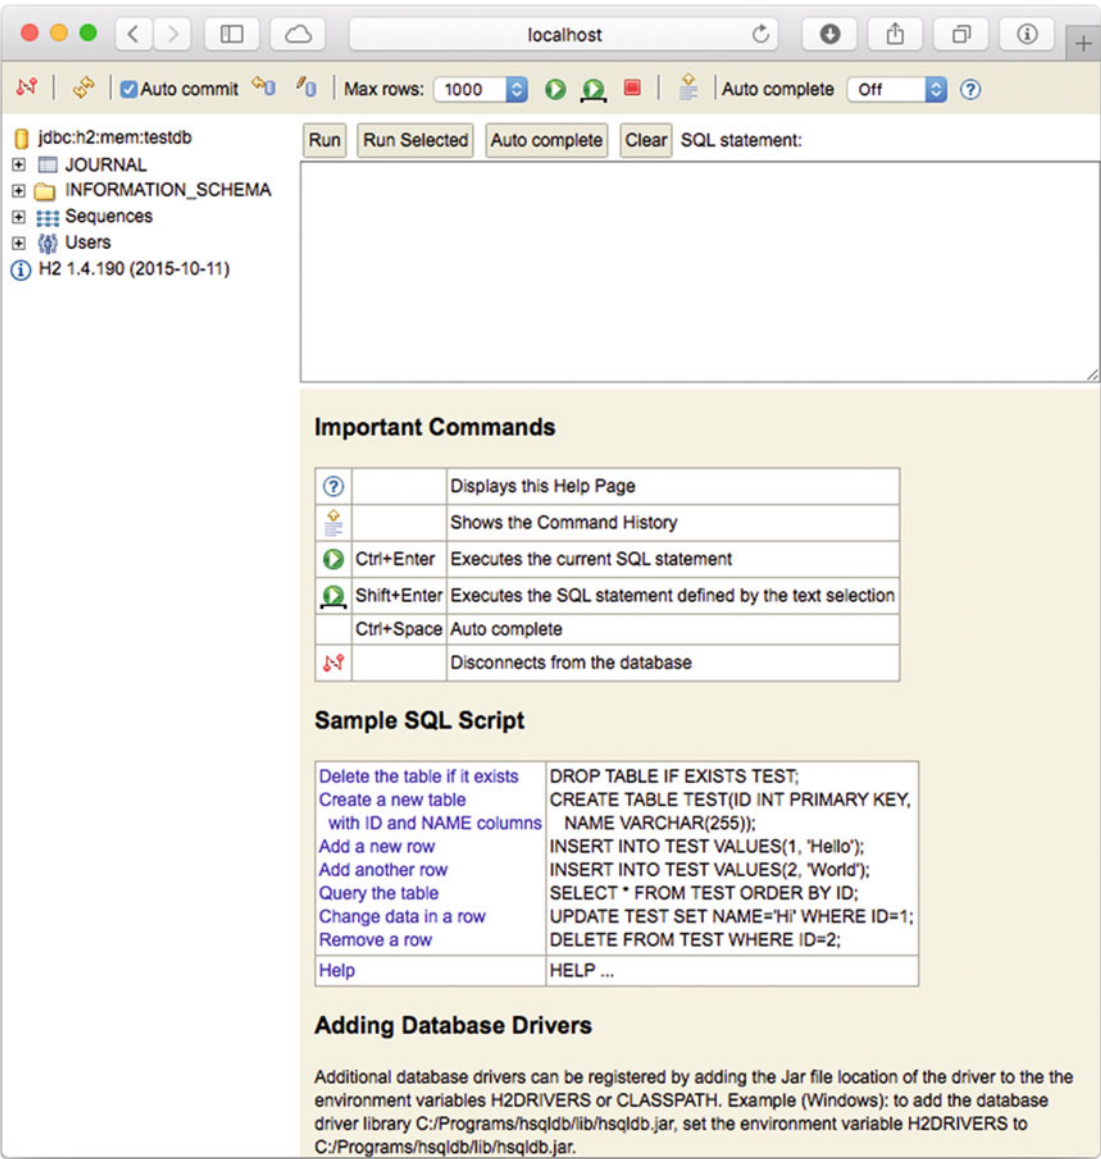 localhost
Auto commit Max rows: 1000 Auto complete Off
jdbc:h2:mem:testdb
JOURNAL
INFORMATION_SCHEMA
Sequences
Users
H2 1.4.190 (2015-10-11)
Run Run Selected Auto complete Clear SQL statement:
Important Commands
Displays this Help Page
Shows the Command History
Ctrl+Enter Executes the current SQL statement
Shift+Enter Executes the SQL statement defined by the text selection
Ctrl+Space Auto complete
Disconnects from the database
Sample SQL Script
Delete the table if it exists DROP TABLE IF EXISTS TEST;
Create a new table CREATE TABLE TEST(ID INT PRIMARY KEY,
with ID and NAME columns NAME VARCHAR(255));
Add a new row INSERT INTO TEST VALUES(1, 'Hello');
Add another row INSERT INTO TEST VALUES(2, 'World');
Query the table SELECT * FROM TEST ORDER BY ID;
Change data in a row UPDATE TEST SET NAME='Hi' WHERE ID=1;
Remove a row DELETE FROM TEST WHERE ID=2;
Help HELP ...
Adding Database Drivers
Additional database drivers can be registered by adding the Jar file location of the driver to the the
environment variables H2DRIVERS or CLASSPATH. Example (Windows): to add the database
driver library C:/Programs/hsqldb/lib/hsqldb.jar, set the environment variable H2DRIVERS to
C:/Programs/hsqldb/lib/hsqldb.jar.